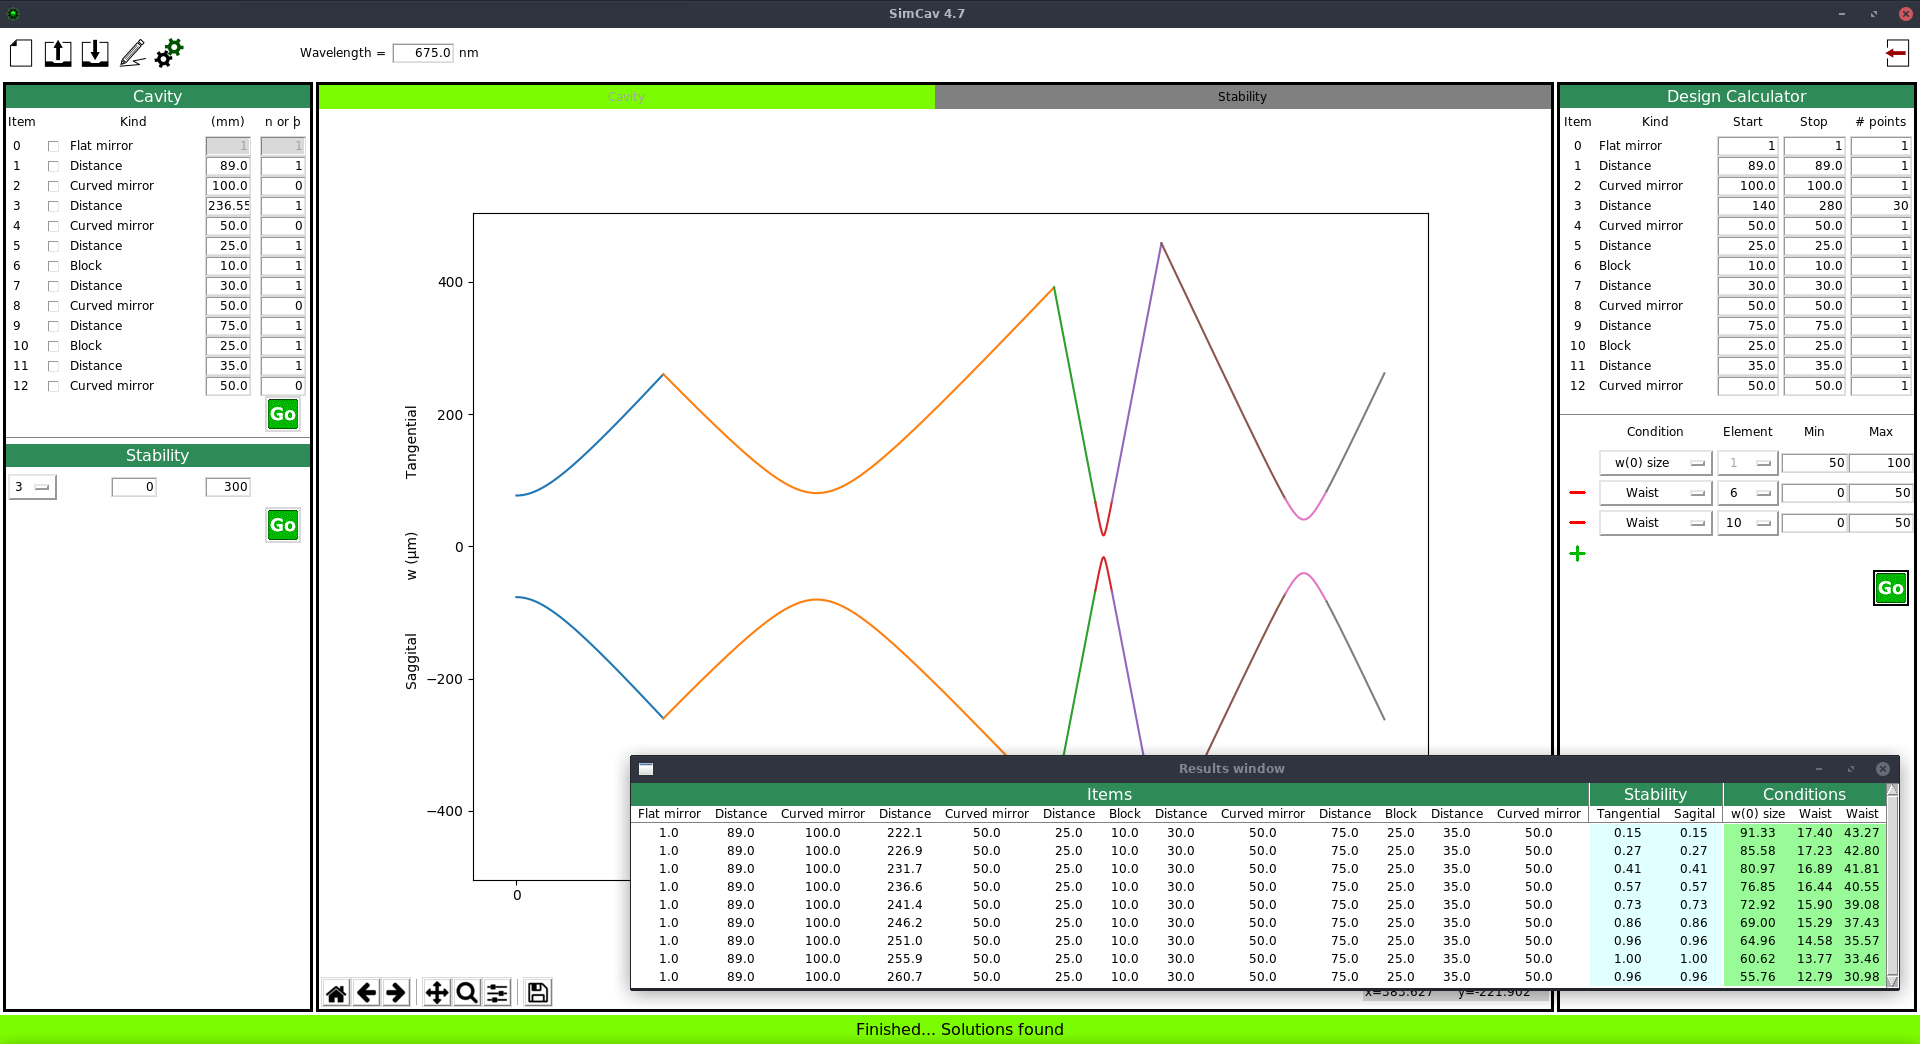 SimCav 4.7
Wavelength = 675.0 nm
Cavity
Item Kind (mm) n or þ
0 Flat mirror 1 1
1 Distance 89.0 1
2 Curved mirror 100.0 0
3 Distance 236.55 1
4 Curved mirror 50.0 0
5 Distance 25.0 1
6 Block 10.0 1
7 Distance 30.0 1
8 Curved mirror 50.0 0
9 Distance 75.0 1
10 Block 25.0 1
11 Distance 35.0 1
12 Curved mirror 50.0 0
Go
Stability
3 0 300
Go
Cavity Stability
400
200
0
−200
−400
Tangential
w (μm)
Saggital
0
x=383.627 y=-221.902
Design Calculator
Item Kind Start Stop # points
0 Flat mirror 1 1 1
1 Distance 89.0 89.0 1
2 Curved mirror 100.0 100.0 1
3 Distance 140 280 30
4 Curved mirror 50.0 50.0 1
5 Distance 25.0 25.0 1
6 Block 10.0 10.0 1
7 Distance 30.0 30.0 1
8 Curved mirror 50.0 50.0 1
9 Distance 75.0 75.0 1
10 Block 25.0 25.0 1
11 Distance 35.0 35.0 1
12 Curved mirror 50.0 50.0 1
Condition Element Min Max
w(0) size 1 50 100
Waist 6 0 50
Waist 10 0 50
Go
Results window
Items Stability Conditions
Flat mirror Distance Curved mirror Distance Curved mirror Distance Block Distance Curved mirror Distance Block Distance Curved mirror Tangential Sagital w(0) size Waist Waist
1.0 89.0 100.0 222.1 50.0 25.0 10.0 30.0 50.0 75.0 25.0 35.0 50.0 0.15 0.15 91.33 17.40 43.27
1.0 89.0 100.0 226.9 50.0 25.0 10.0 30.0 50.0 75.0 25.0 35.0 50.0 0.27 0.27 85.58 17.23 42.80
1.0 89.0 100.0 231.7 50.0 25.0 10.0 30.0 50.0 75.0 25.0 35.0 50.0 0.41 0.41 80.97 16.89 41.81
1.0 89.0 100.0 236.6 50.0 25.0 10.0 30.0 50.0 75.0 25.0 35.0 50.0 0.57 0.57 76.85 16.44 40.55
1.0 89.0 100.0 241.4 50.0 25.0 10.0 30.0 50.0 75.0 25.0 35.0 50.0 0.73 0.73 72.92 15.90 39.08
1.0 89.0 100.0 246.2 50.0 25.0 10.0 30.0 50.0 75.0 25.0 35.0 50.0 0.86 0.86 69.00 15.29 37.43
1.0 89.0 100.0 251.0 50.0 25.0 10.0 30.0 50.0 75.0 25.0 35.0 50.0 0.96 0.96 64.96 14.58 35.57
1.0 89.0 100.0 255.9 50.0 25.0 10.0 30.0 50.0 75.0 25.0 35.0 50.0 1.00 1.00 60.62 13.77 33.46
1.0 89.0 100.0 260.7 50.0 25.0 10.0 30.0 50.0 75.0 25.0 35.0 50.0 0.96 0.96 55.76 12.79 30.98
Finished... Solutions found